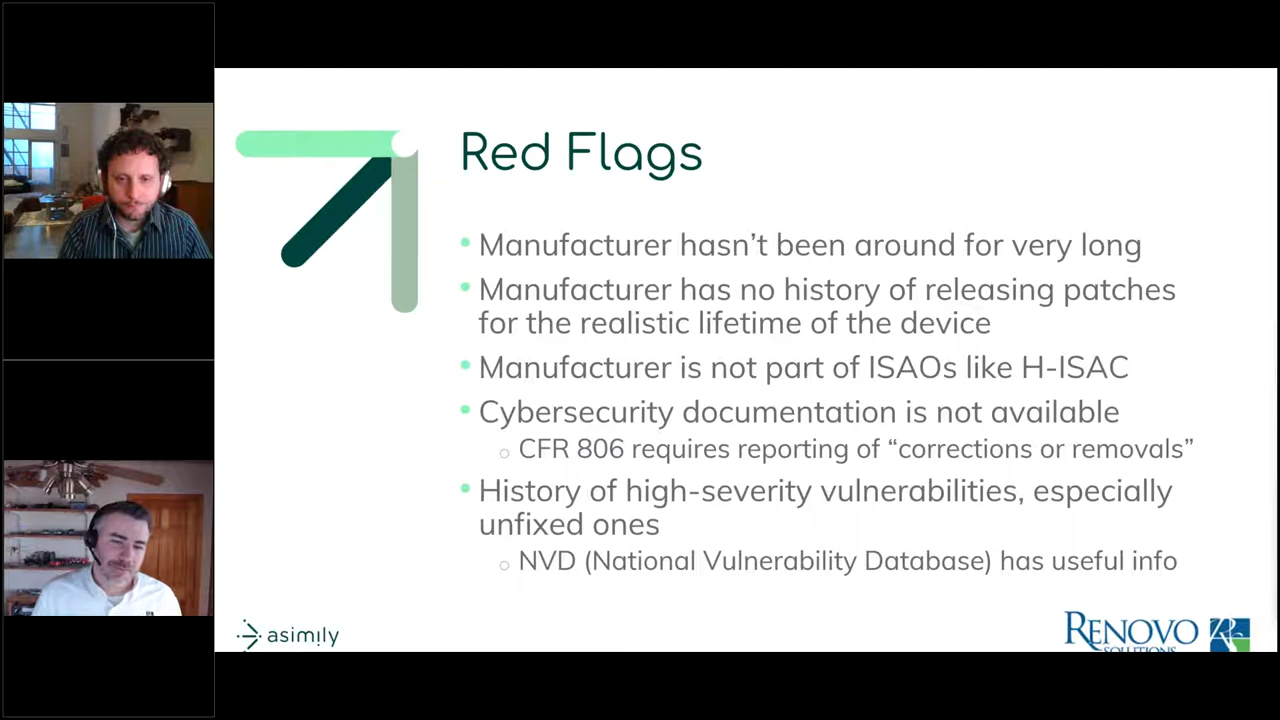 Red Flags
• Manufacturer hasn’t been around for very long
• Manufacturer has no history of releasing patches
for the realistic lifetime of the device
• Manufacturer is not part of ISAOs like H-ISAC
• Cybersecurity documentation is not available
○ CFR 806 requires reporting of “corrections or removals”
• History of high-severity vulnerabilities, especially
unfixed ones
○ NVD (National Vulnerability Database) has useful info
asimily
RENOVO
SOLUTIONS